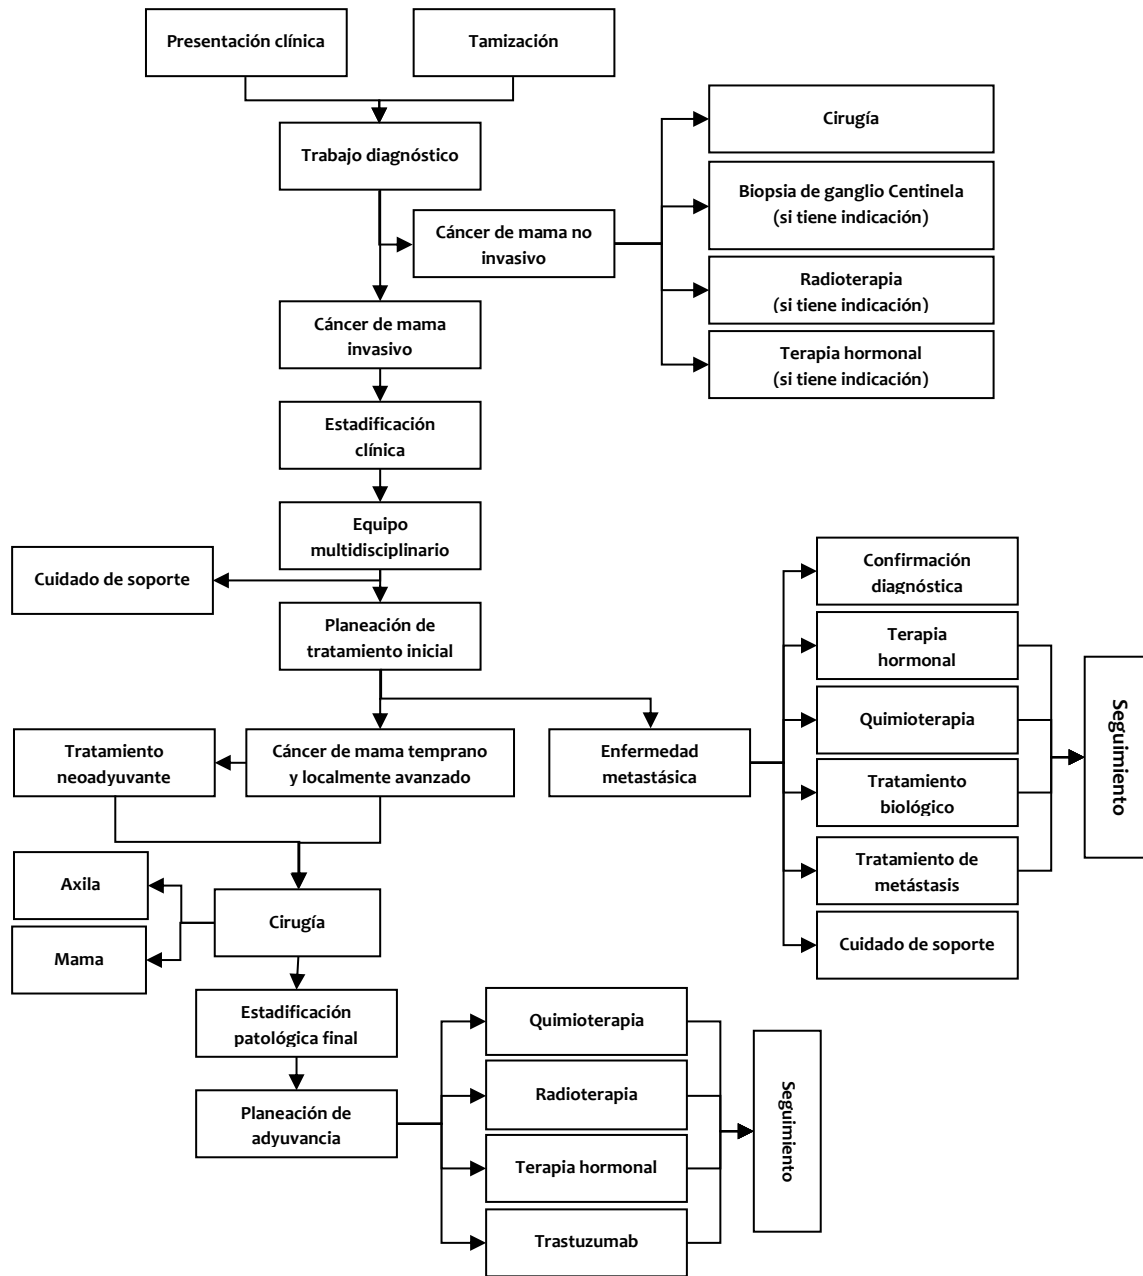 Presentación clínica
Tamización
Trabajo diagnóstico
Cirugía
Biopsia de ganglio Centinela
(si tiene indicación)
Cáncer de mama no
invasivo
Radioterapia
(si tiene indicación)
Terapia hormonal
(si tiene indicación)
Cáncer de mama
invasivo
Estadificación
clínica
Equipo
multidisciplinario
Cuidado de soporte
Planeación de
tratamiento inicial
Confirmación
diagnóstica
Terapia
hormonal
Quimioterapia
Tratamiento
biológico
Tratamiento de
metástasis
Cuidado de soporte
Seguimiento
Tratamiento
neoadyuvante
Cáncer de mama temprano
y localmente avanzado
Enfermedad
metastásica
Axila
Mama
Cirugía
Estadificación
patológica final
Planeación de
adyuvancia
Quimioterapia
Radioterapia
Terapia hormonal
Trastuzumab
Seguimiento